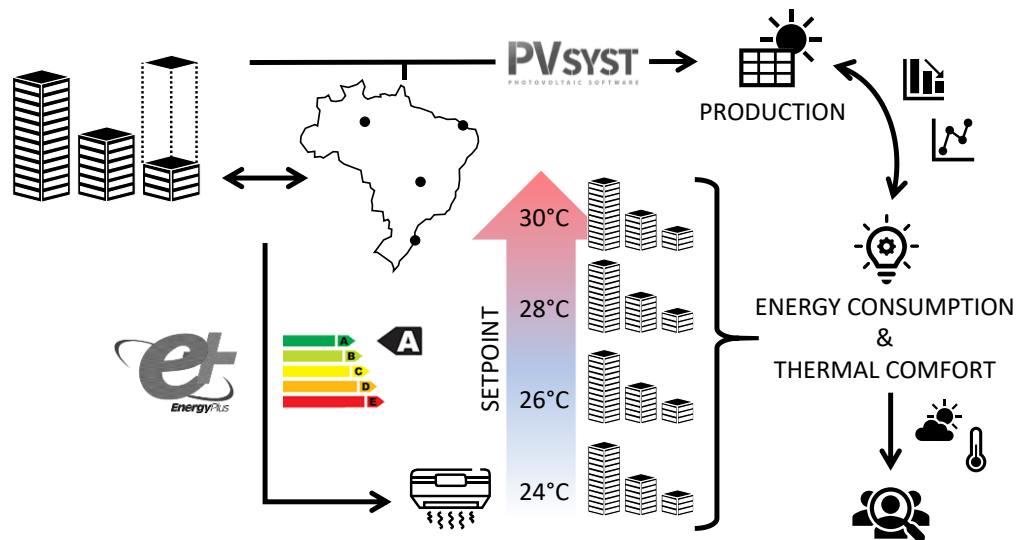 PVSYST
PHOTOVOLTAIC SOFTWARE
PRODUCTION
30°C
28°C
26°C
24°C
SETPOINT
ENERGY CONSUMPTION
&
THERMAL COMFORT
e+
EnergyPlus
A
B
C
D
E
A